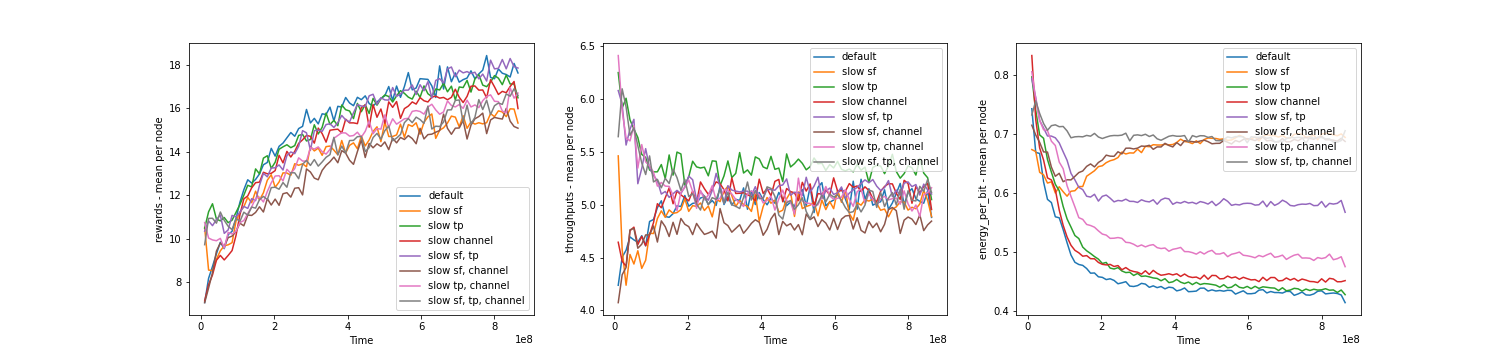 rewards - mean per node
18
16
14
12
10
8
0
2
4
6
8
Time
1e8
default
slow sf
slow tp
slow channel
slow sf, tp
slow sf, channel
slow tp, channel
slow sf, tp, channel
throughputs - mean per node
6.5
6.0
5.5
5.0
4.5
4.0
0
2
4
6
8
Time
1e8
default
slow sf
slow tp
slow channel
slow sf, tp
slow sf, channel
slow tp, channel
slow sf, tp, channel
energy_per_bit - mean per node
0.8
0.7
0.6
0.5
0.4
0
2
4
6
8
Time
1e8
default
slow sf
slow tp
slow channel
slow sf, tp
slow sf, channel
slow tp, channel
slow sf, tp, channel